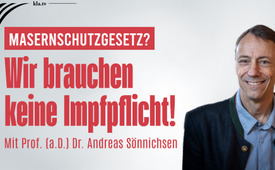 kla.tv
MASERNSCHUTZGESETZ?
Wir brauchen
keine Impfpflicht!
Mit Prof. (a.D.) Dr. Andreas Sönnichsen